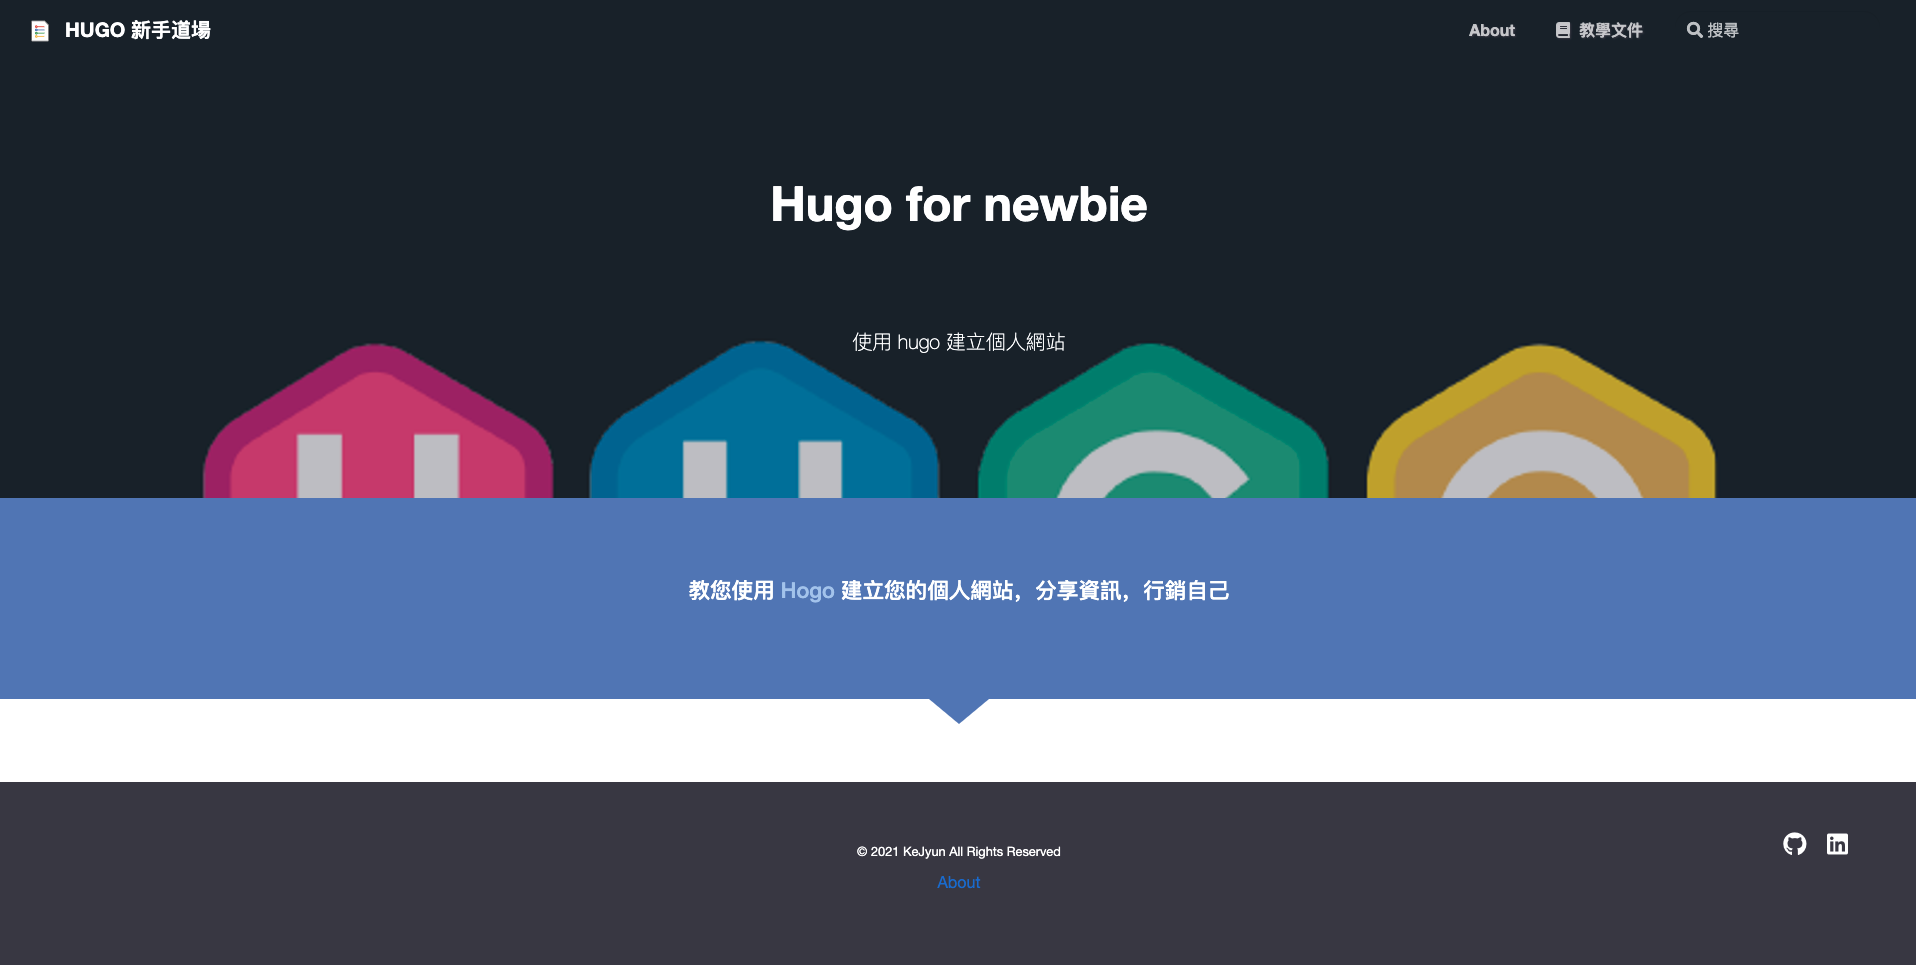 HUGO 新手道場
About
教學文件
搜尋
Hugo for newbie
使用 hugo 建立個人網站
H U G O
教您使用 Hogo 建立您的個人網站，分享資訊，行銷自己
© 2021 KeJyun All Rights Reserved
About
in